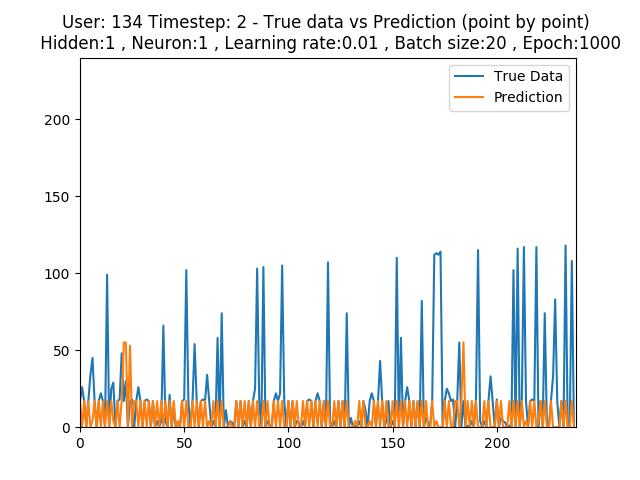 User: 134 Timestep: 2 - True data vs Prediction (point by point)
Hidden:1 , Neuron:1 , Learning rate:0.01 , Batch size:20 , Epoch:1000
True Data
Prediction
200
150
100
50
0
0 50 100 150 200